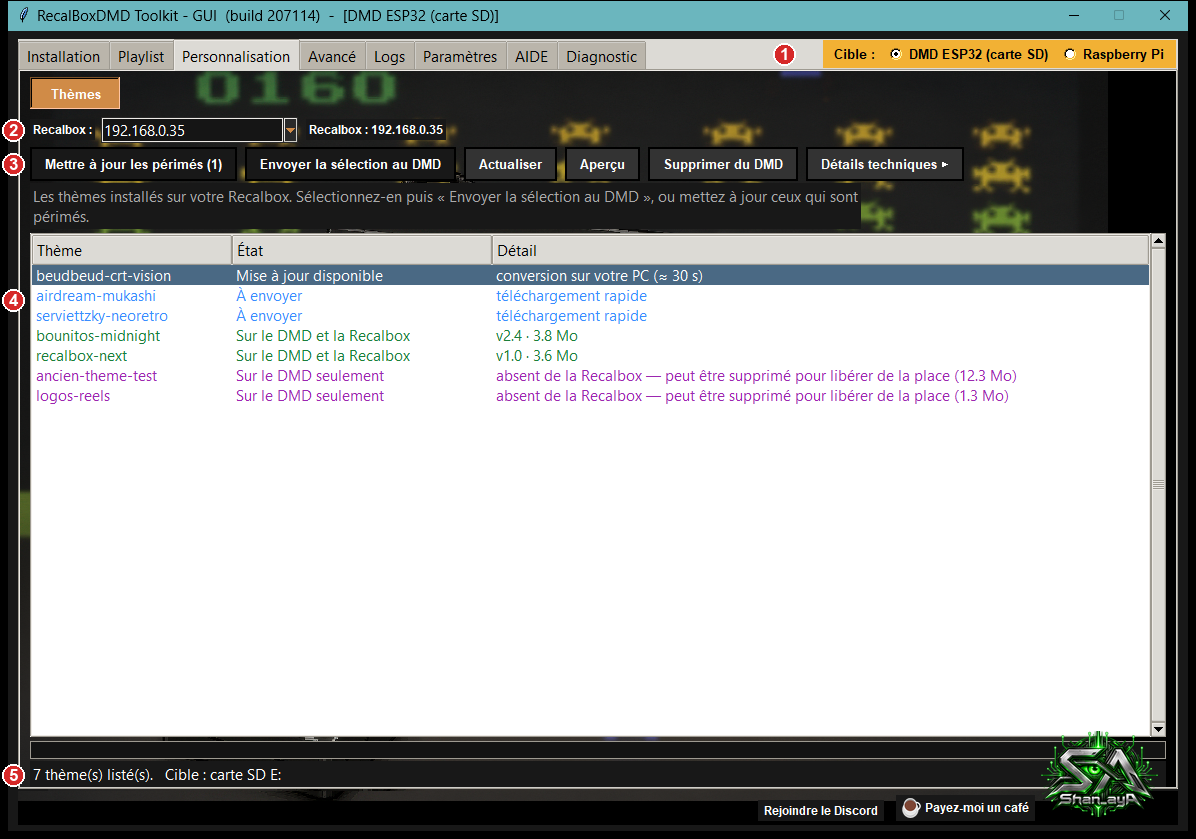 RecalBoxDMD Toolkit - GUI (build 207114) - [DMD ESP32 (carte SD)]
Installation Playlist Personnalisation Avancé Logs Paramètres AIDE Diagnostic 1 Cible : DMD ESP32 (carte SD) Raspberry Pi
0160
Thèmes
2 Recalbox : 192.168.0.35 Recalbox : 192.168.0.35
3 Mettre à jour les périmés (1) Envoyer la sélection au DMD Actualiser Aperçu Supprimer du DMD Détails techniques ▸
Les thèmes installés sur votre Recalbox. Sélectionnez-en puis « Envoyer la sélection au DMD », ou mettez à jour ceux qui sont
périmés.
Thème État Détail
beudbeud-crt-vision Mise à jour disponible conversion sur votre PC (≈ 30 s)
4 airdream-mukashi À envoyer téléchargement rapide
serviettzky-neoretro À envoyer téléchargement rapide
bounitos-midnight Sur le DMD et la Recalbox v2.4 · 3.8 Mo
recalbox-next Sur le DMD et la Recalbox v1.0 · 3.6 Mo
ancien-theme-test Sur le DMD seulement absent de la Recalbox — peut être supprimé pour libérer de la place (12.3 Mo)
logos-reels Sur le DMD seulement absent de la Recalbox — peut être supprimé pour libérer de la place (1.3 Mo)
5 7 thème(s) listé(s). Cible : carte SD E:
SA
Shan_ayA
Rejoindre le Discord Payez-moi un café